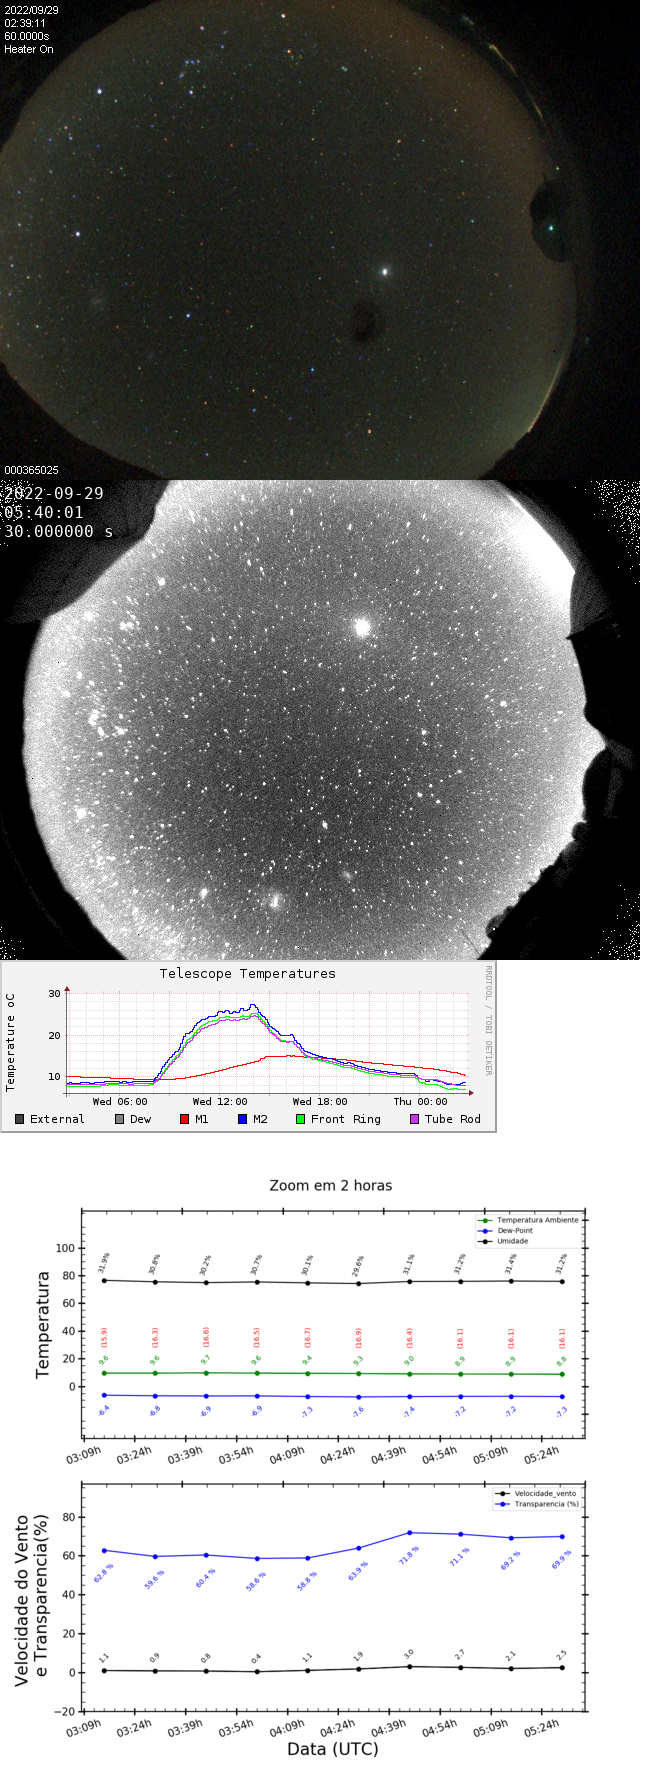 2022/09/29
02:39:11
60.0000s
Heater On
000365025
2022-09-29
05:40:01
30.000000 s
Telescope Temperatures
RRDTOOL / TOBI OETIKER
Temperature oC
30
20
10
Wed 06:00 Wed 12:00 Wed 18:00 Thu 00:00
External Dew M1 M2 Front Ring Tube Rod
Zoom em 2 horas
Temperatura Ambiente
Dew-Point
Umidade
Temperatura
100
80
60
40
20
0
31.9% 30.8% 30.2% 30.7% 30.1% 29.6% 31.1% 31.2% 31.4% 31.2%
(15.9) (16.3) (16.6) (16.5) (16.7) (16.9) (16.4) (16.1) (16.1) (16.1)
9.6 9.6 9.7 9.6 9.4 9.3 9.0 8.9 8.9 8.8
-6.4 -6.8 -6.9 -6.9 -7.3 -7.6 -7.4 -7.2 -7.2 -7.3
03:09h 03:24h 03:39h 03:54h 04:09h 04:24h 04:39h 04:54h 05:09h 05:24h
Velocidade_vento
Transparencia (%)
Velocidade do Vento
e Transparencia(%)
80
60
40
20
0
−20
62.8 % 59.6 % 60.4 % 58.6 % 58.8 % 63.9 % 71.8 % 71.1 % 69.2 % 69.9 %
1.1 0.9 0.8 0.4 1.1 1.9 3.0 2.7 2.1 2.5
03:09h 03:24h 03:39h 03:54h 04:09h 04:24h 04:39h 04:54h 05:09h 05:24h
Data (UTC)